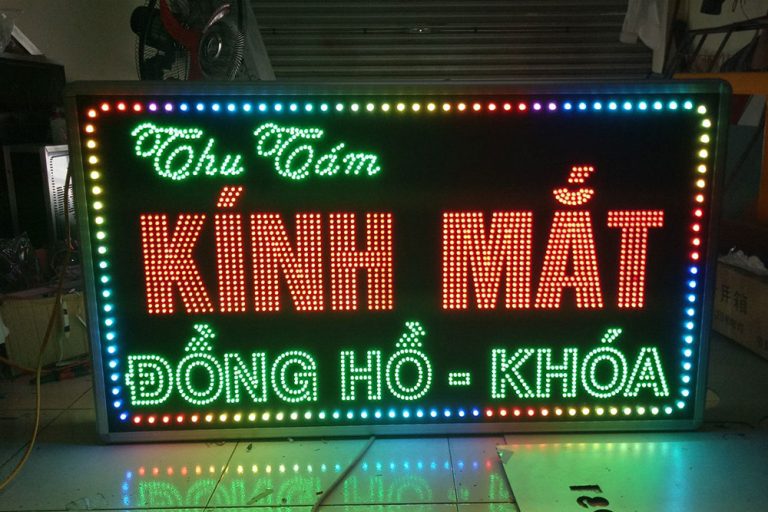 Thu Tám
KÍNH MẮT
ĐỒNG HỒ - KHÓA